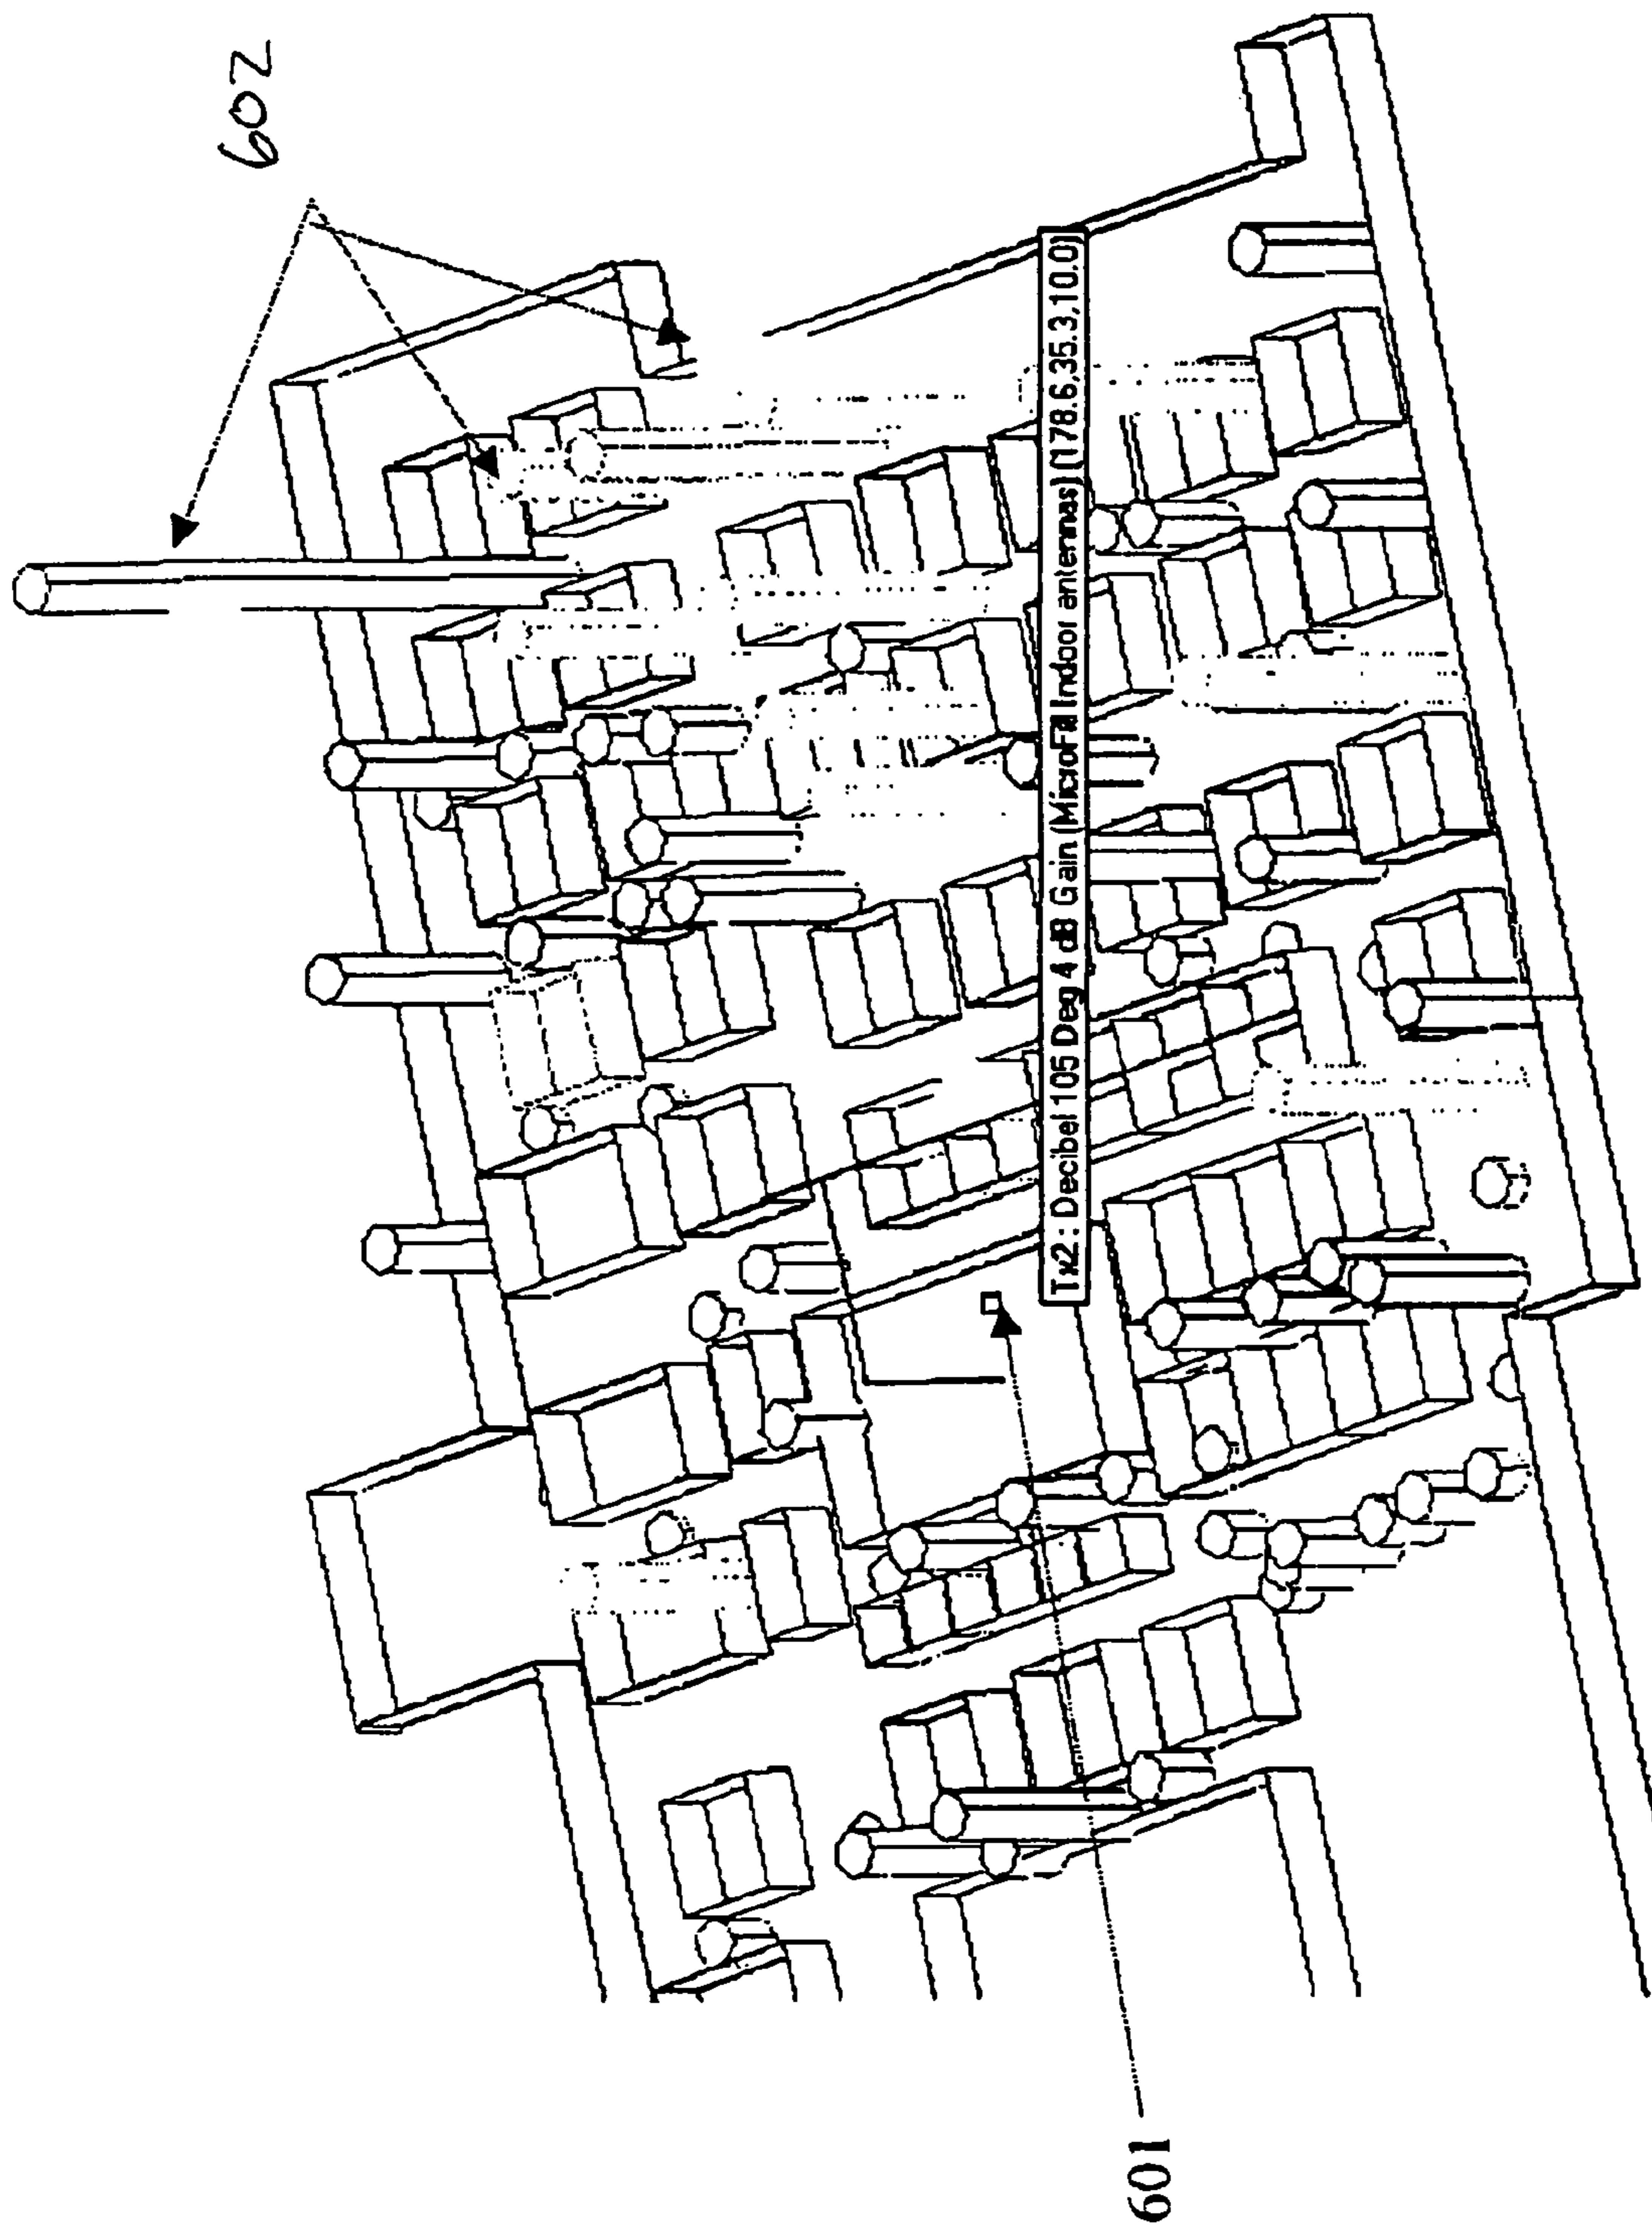 602
Tx2: Decibel 105 Deg 4 dB Gain (MicroFill Indoor antennas) (178.6,35.3,10.0)
601